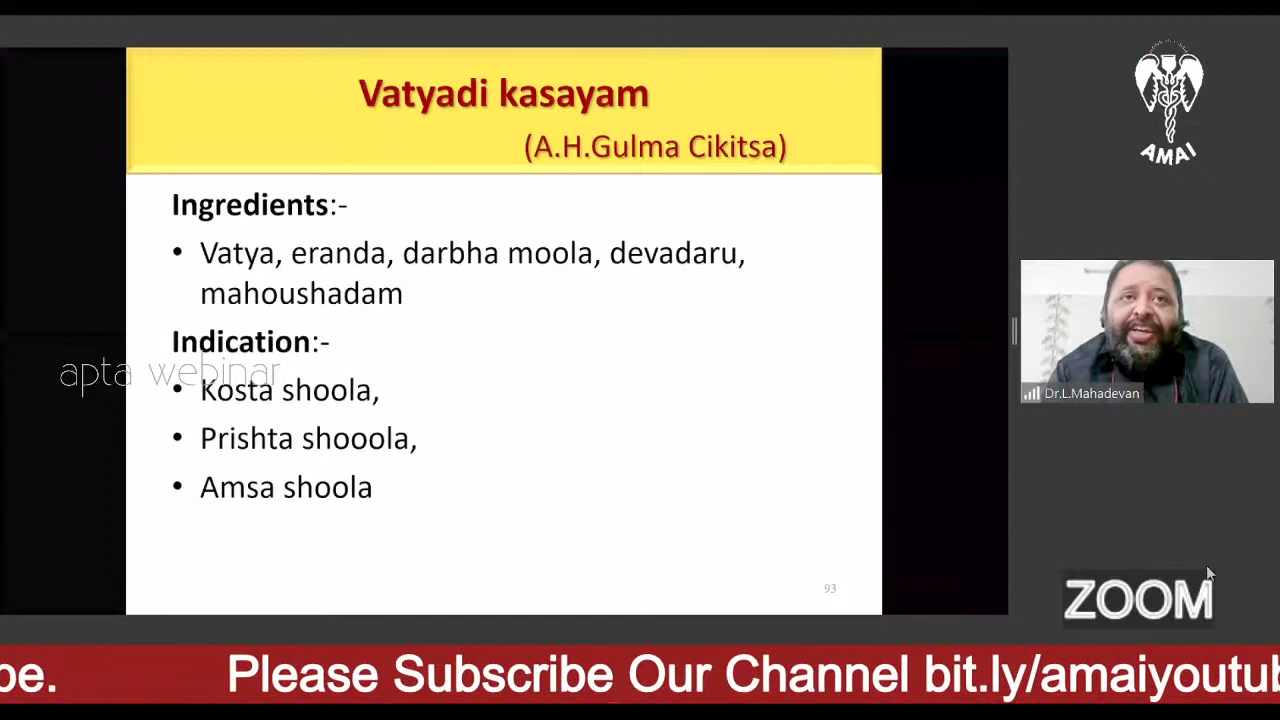 Vatyadi kasayam
(A.H.Gulma Cikitsa)
Ingredients:-
• Vatya, eranda, darbha moola, devadaru,
mahoushadam
Indication:-
• Kosta shoola,
• Prishta shooola,
• Amsa shoola
93
apta webinar
AMAI
Dr.L.Mahadevan
ZOOM
be. Please Subscribe Our Channel bit.ly/amaiyoutub